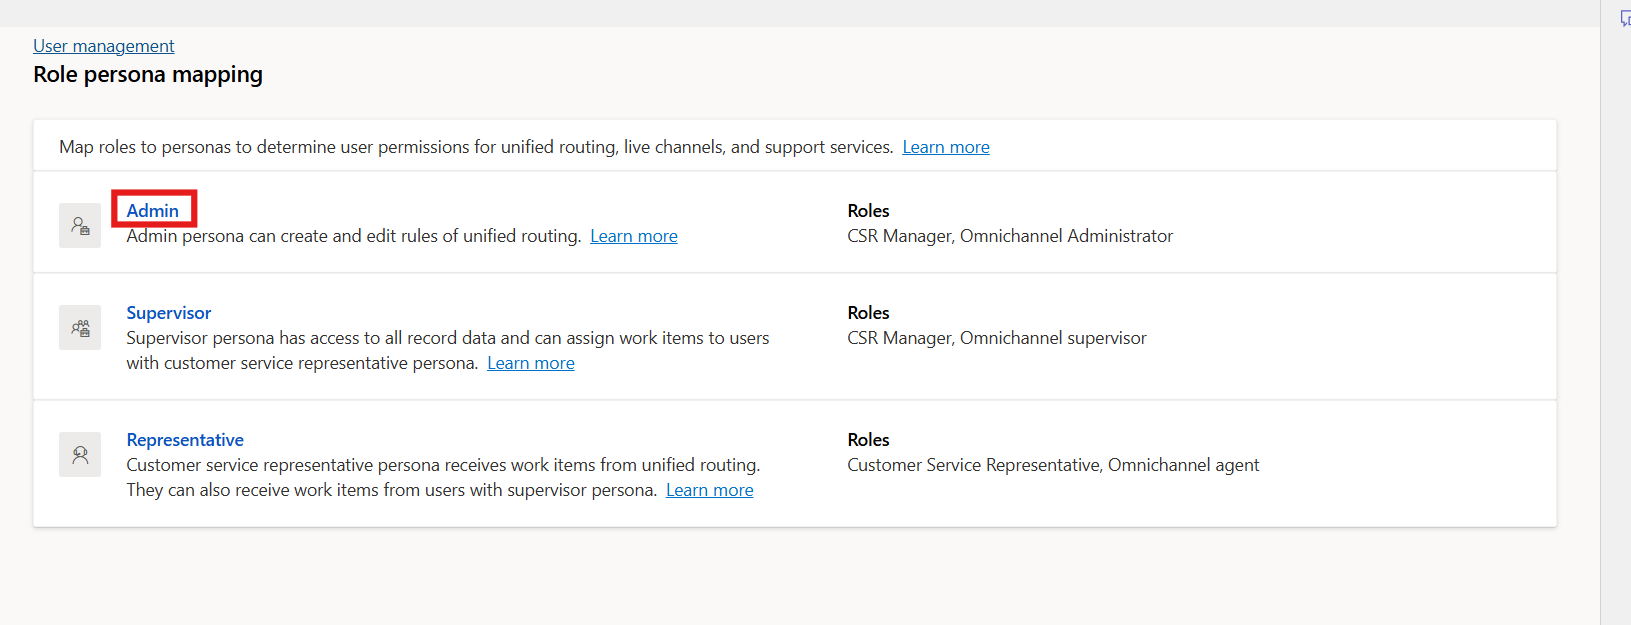 User management
Role persona mapping
Map roles to personas to determine user permissions for unified routing, live channels, and support services. Learn more
Admin
Admin persona can create and edit rules of unified routing. Learn more
Roles
CSR Manager, Omnichannel Administrator
Supervisor
Supervisor persona has access to all record data and can assign work items to users
with customer service representative persona. Learn more
Roles
CSR Manager, Omnichannel supervisor
Representative
Customer service representative persona receives work items from unified routing.
They can also receive work items from users with supervisor persona. Learn more
Roles
Customer Service Representative, Omnichannel agent